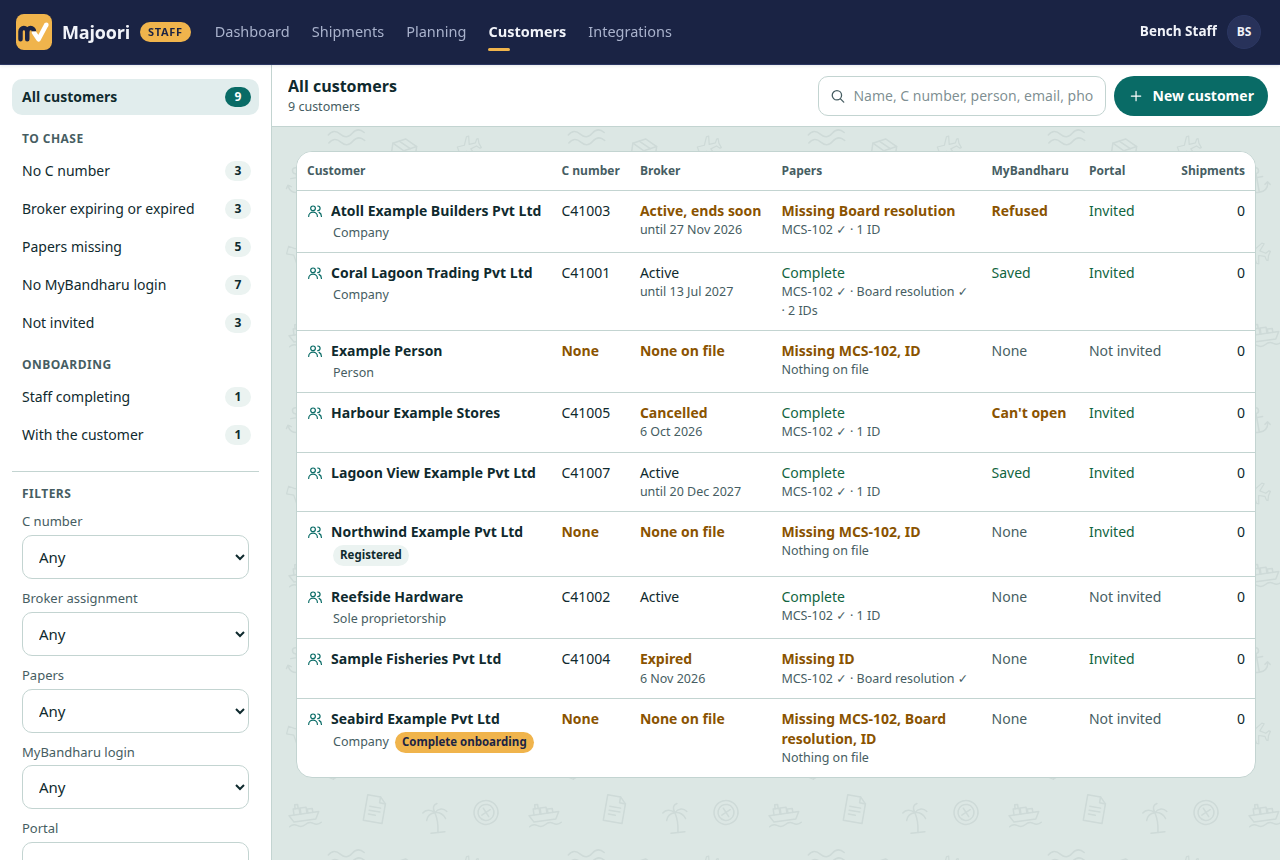 Majoori STAFF Dashboard Shipments Planning Customers Integrations Bench Staff BS
All customers 9
TO CHASE
No C number 3
Broker expiring or expired 3
Papers missing 5
No MyBandharu login 7
Not invited 3
ONBOARDING
Staff completing 1
With the customer 1
FILTERS
C number
Any
Broker assignment
Any
Papers
Any
MyBandharu login
Any
Portal
All customers
9 customers
Name, C number, person, email, pho
+ New customer
Customer C number Broker Papers MyBandharu Portal Shipments
Atoll Example Builders Pvt Ltd C41003 Active, ends soon Missing Board resolution Refused Invited 0
Company until 27 Nov 2026 MCS-102 ✓ · 1 ID
Coral Lagoon Trading Pvt Ltd C41001 Active Complete Saved Invited 0
Company until 13 Jul 2027 MCS-102 ✓ · Board resolution ✓
· 2 IDs
Example Person None None on file Missing MCS-102, ID None Not invited 0
Person Nothing on file
Harbour Example Stores C41005 Cancelled Complete Can't open Invited 0
6 Oct 2026 MCS-102 ✓ · 1 ID
Lagoon View Example Pvt Ltd C41007 Active Complete Saved Invited 0
until 20 Dec 2027 MCS-102 ✓ · 1 ID
Northwind Example Pvt Ltd None None on file Missing MCS-102, ID None Invited 0
Registered Nothing on file
Reefside Hardware C41002 Active Complete None Not invited 0
Sole proprietorship MCS-102 ✓ · 1 ID
Sample Fisheries Pvt Ltd C41004 Expired Missing ID None Invited 0
6 Nov 2026 MCS-102 ✓ · Board resolution ✓
Seabird Example Pvt Ltd None None on file Missing MCS-102, Board None Not invited 0
Company Complete onboarding resolution, ID
Nothing on file